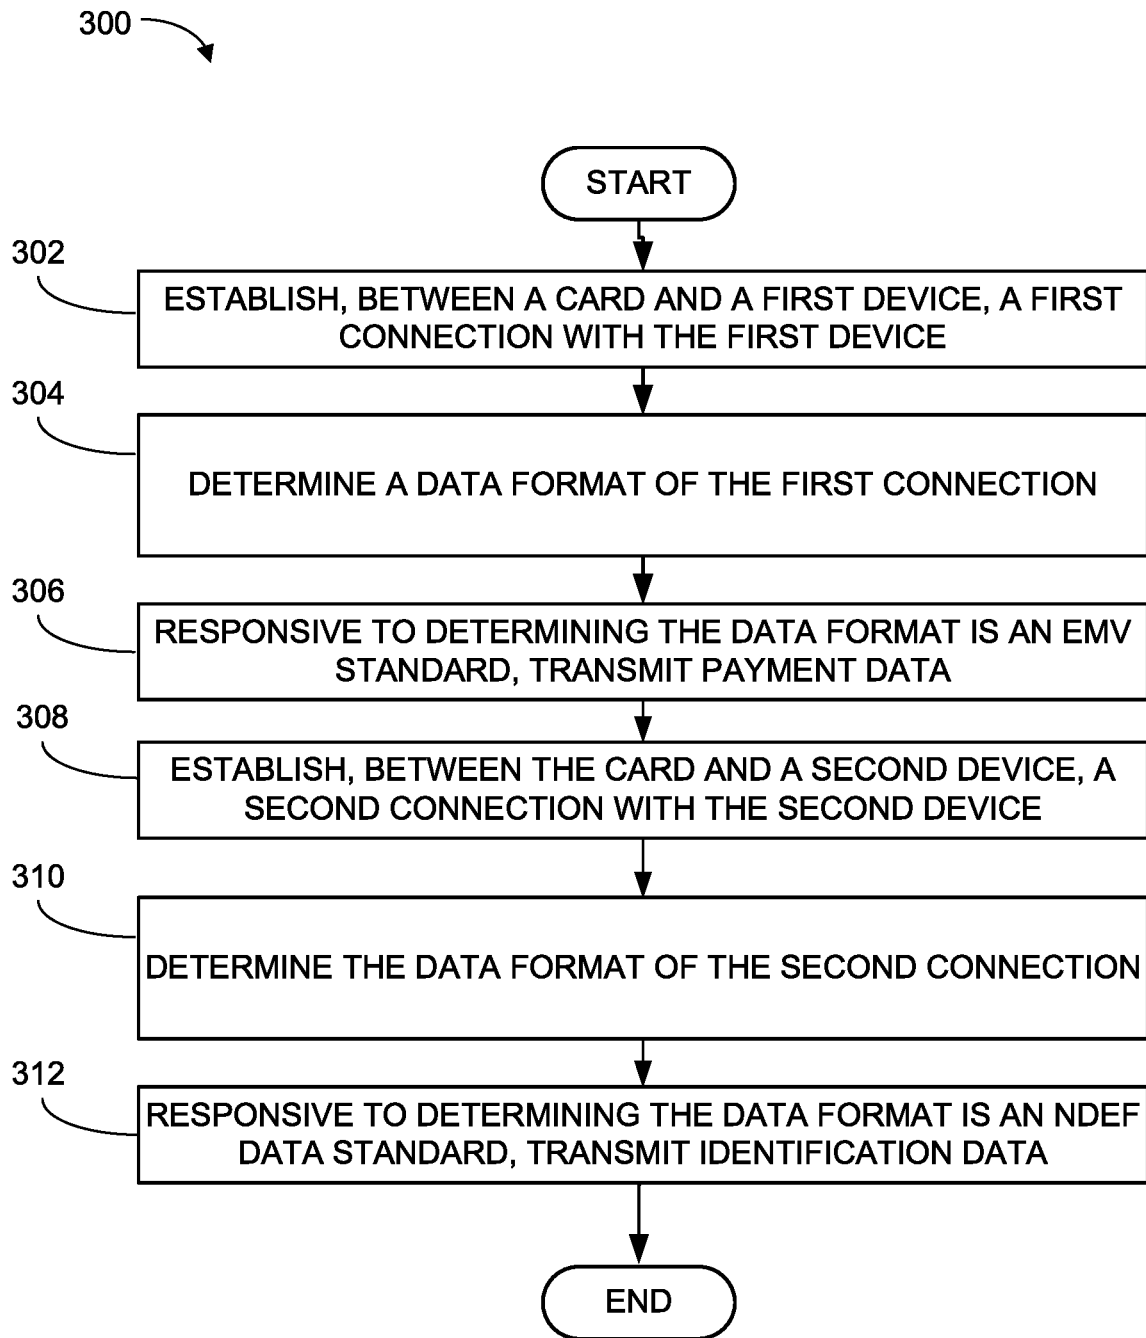 300
START
302
ESTABLISH, BETWEEN A CARD AND A FIRST DEVICE, A FIRST
CONNECTION WITH THE FIRST DEVICE
304
DETERMINE A DATA FORMAT OF THE FIRST CONNECTION
306
RESPONSIVE TO DETERMINING THE DATA FORMAT IS AN EMV
STANDARD, TRANSMIT PAYMENT DATA
308
ESTABLISH, BETWEEN THE CARD AND A SECOND DEVICE, A
SECOND CONNECTION WITH THE SECOND DEVICE
310
DETERMINE THE DATA FORMAT OF THE SECOND CONNECTION
312
RESPONSIVE TO DETERMINING THE DATA FORMAT IS AN NDEF
DATA STANDARD, TRANSMIT IDENTIFICATION DATA
END